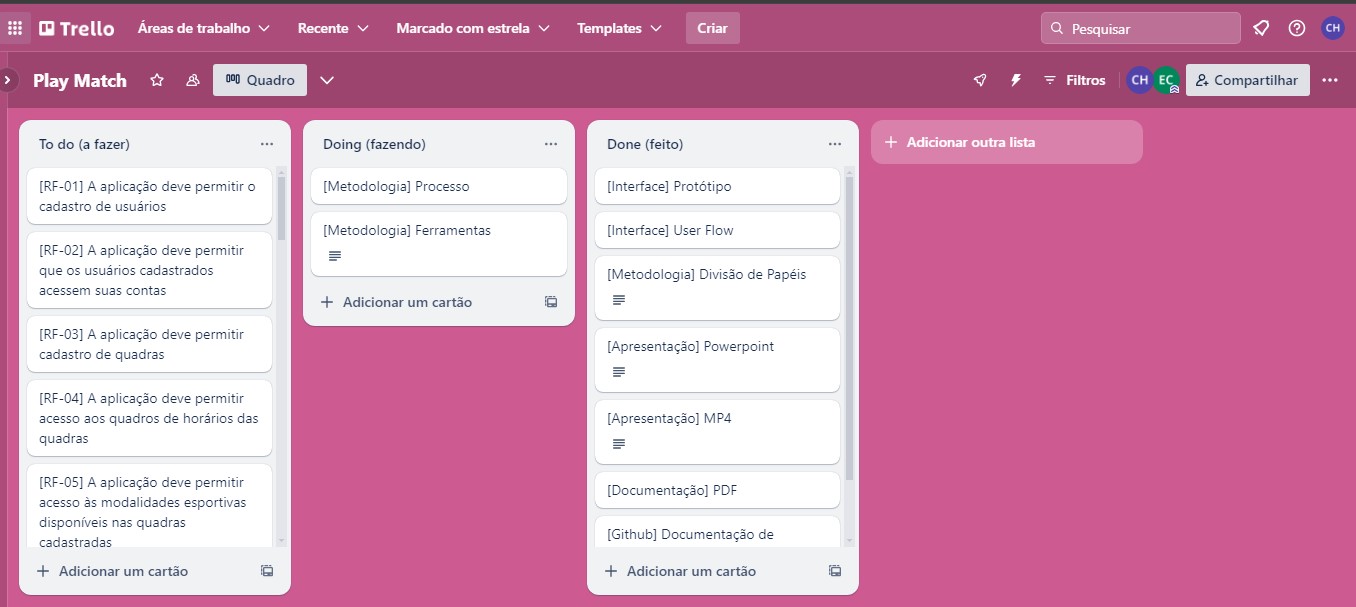 Trello Áreas de trabalho Recente Marcado com estrela Templates Criar Pesquisar CH
Play Match Quadro Filtros CH EC Compartilhar
To do (a fazer)
[RF-01] A aplicação deve permitir o
cadastro de usuários
[RF-02] A aplicação deve permitir
que os usuários cadastrados
acessem suas contas
[RF-03] A aplicação deve permitir
cadastro de quadras
[RF-04] A aplicação deve permitir
acesso aos quadros de horários das
quadras
[RF-05] A aplicação deve permitir
acesso às modalidades esportivas
disponíveis nas quadras
cadastradas
+ Adicionar um cartão
Doing (fazendo)
[Metodologia] Processo
[Metodologia] Ferramentas
+ Adicionar um cartão
Done (feito)
[Interface] Protótipo
[Interface] User Flow
[Metodologia] Divisão de Papéis
[Apresentação] Powerpoint
[Apresentação] MP4
[Documentação] PDF
[Github] Documentação de
+ Adicionar um cartão
+ Adicionar outra lista